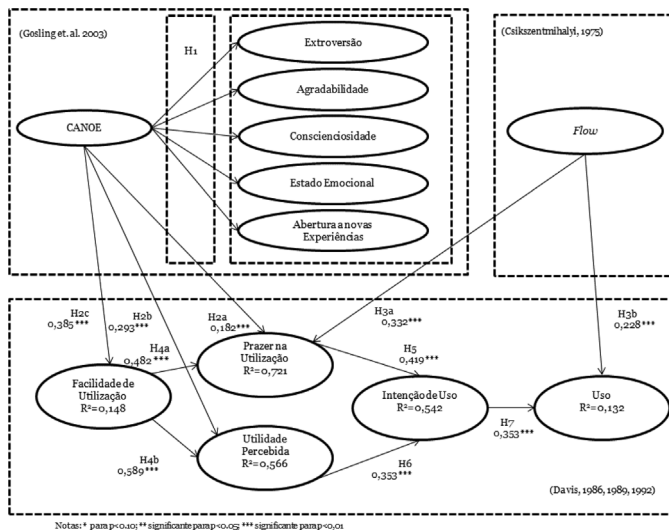 (Gosling et. al. 2003)
H1
(Csikszentmihalyi, 1975)
Extroversão
Agradabilidade
CANOE
Conscienciosidade
Flow
Estado Emocional
Abertura a novas
Experiências
H2c
0,385***
H2b
0,293***
H2a
0,182***
H3a
0,332***
H3b
0,228***
H4a
0,482 ***
Prazer na
Utilização
R²=0,721
H5
0,419***
Facilidade de
Utilização
R²=0,148
Intenção de Uso
R²=0,542
Uso
R²=0,132
H7
0,353***
H4b
0,589***
Utilidade
Percebida
R²=0,566
H6
0,353***
(Davis, 1986, 1989, 1992)
Notas: * para p<0.10; ** significante para p<0.05; *** significante para p<0,01